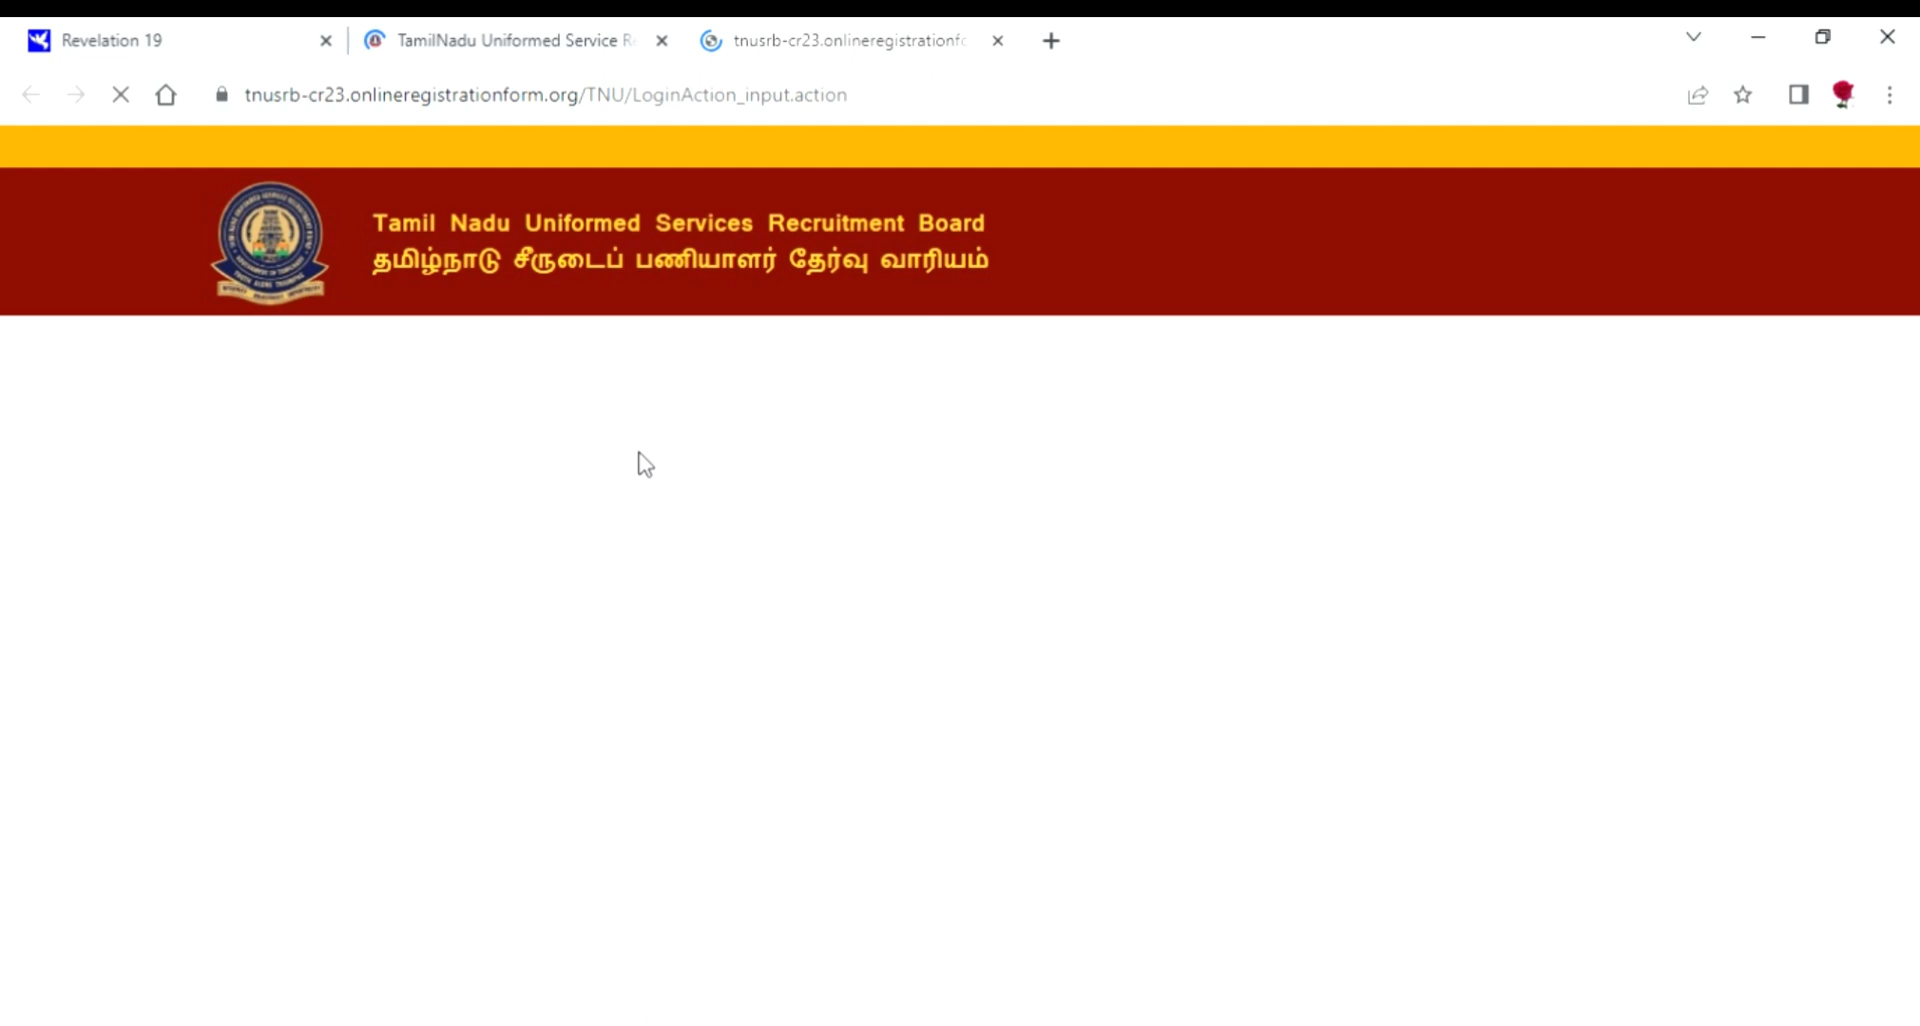 Revelation 19
TamilNadu Uniformed Service R
tnusrb-cr23.onlineregistrationfo
tnusrb-cr23.onlineregistrationform.org/TNU/LoginAction_input.action
Tamil Nadu Uniformed Services Recruitment Board
தமிழ்நாடு சீருடைப் பணியாளர் தேர்வு வாரியம்